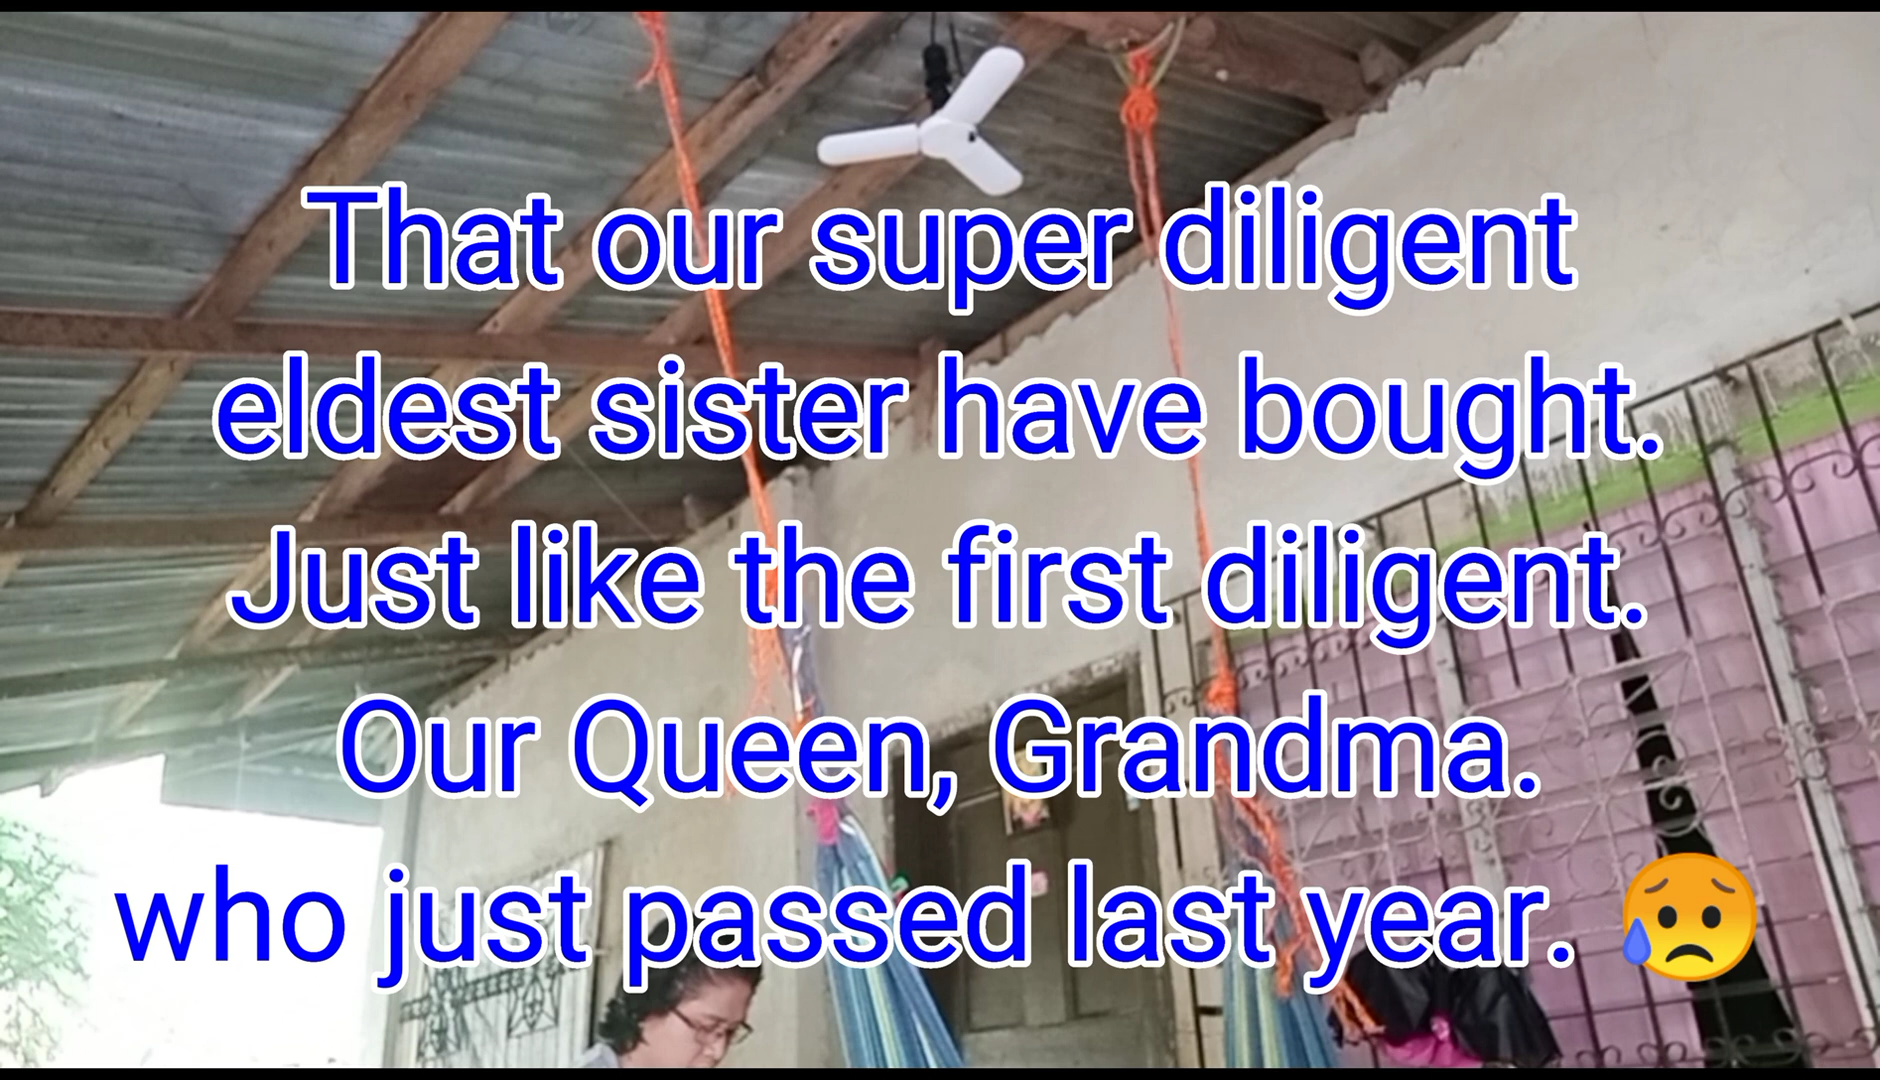 That our super diligent
eldest sister have bought.
Just like the first diligent.
Our Queen, Grandma.
who just passed last year. 😥